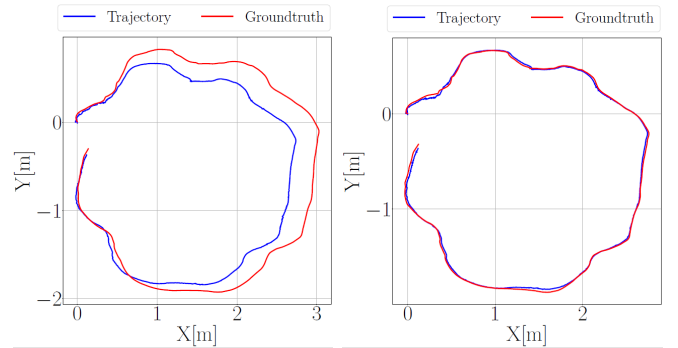 Trajectory Groundtruth
Y[m]
0
−1
−2
0 1 2 3
X[m]
Trajectory Groundtruth
Y[m]
0
−1
0 1 2
X[m]